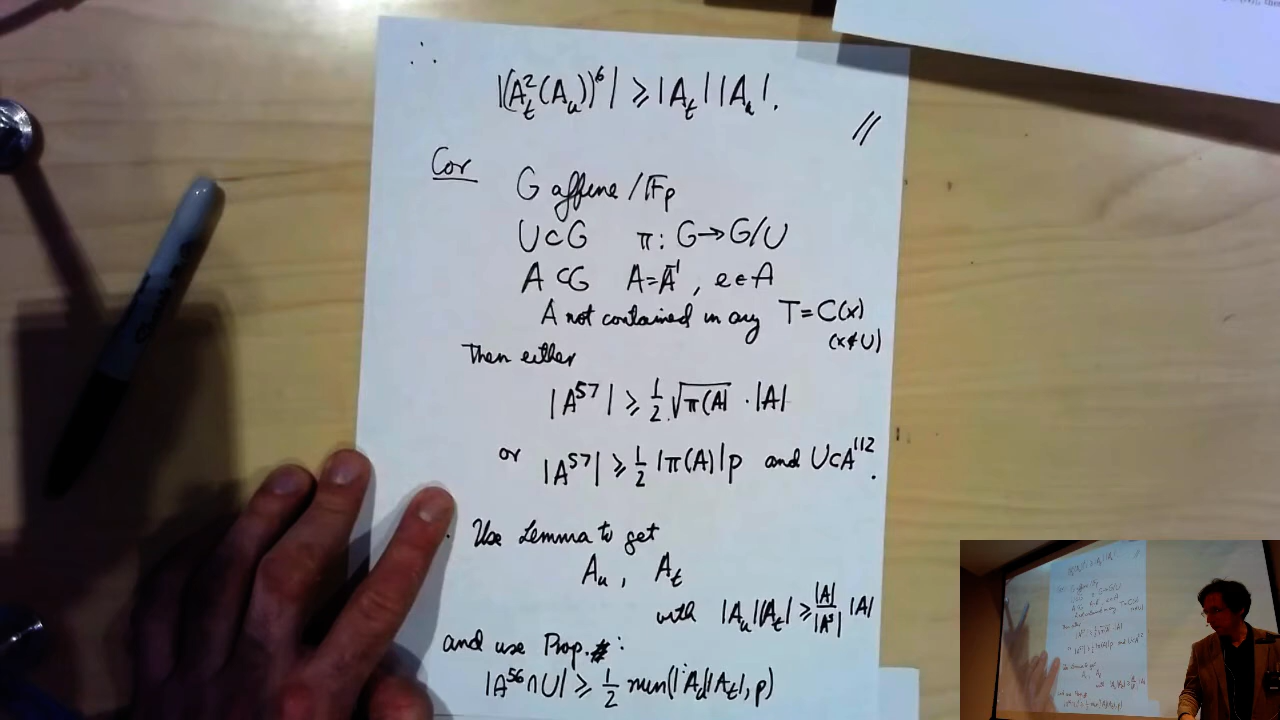 ∴
|(A_t^2(A_u))^6| ⩾ |A_t| |A_u|. //
Cor G affine / 𝔽p
U⊂G π: G→G/U
A⊂G A=A^{-1}, e∈A
A not contained in any T=C(x)
(x∉U)
Then either
|A^{57}| ⩾ 1/2 √|π(A)| · |A|
or |A^{57}| ⩾ 1/2 |π(A)| p and U⊂A^{112}.
Use Lemma to get
A_u, A_t
with |A_u||A_t| ⩾ |A|/|A^3| |A|
and use Prop. :
|A^{56}∩U| ⩾ 1/2 min(|A_u||A_t|, p)